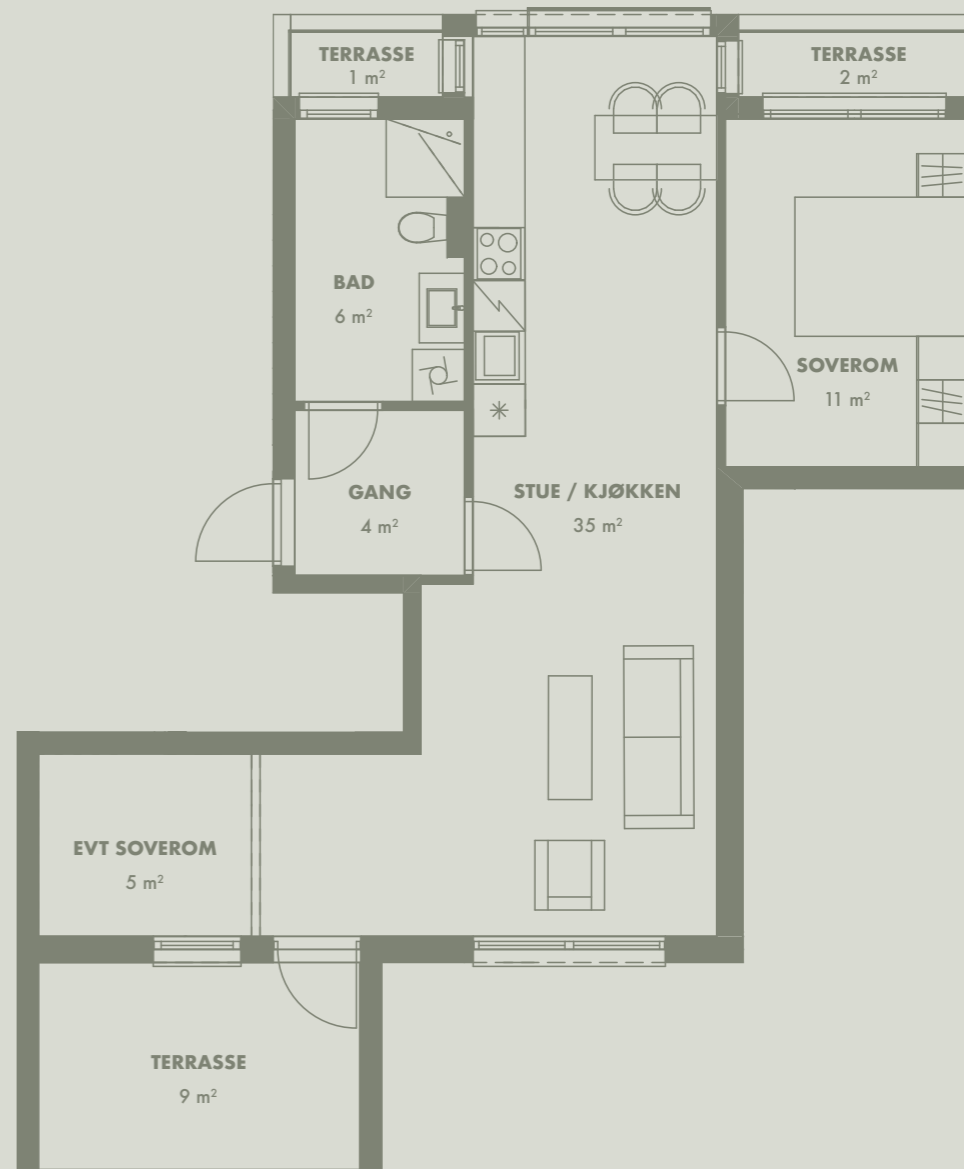 TERRASSE
1 m²
TERRASSE
2 m²
BAD
6 m²
SOVEROM
11 m²
GANG
4 m²
STUE / KJØKKEN
35 m²
EVT SOVEROM
5 m²
TERRASSE
9 m²